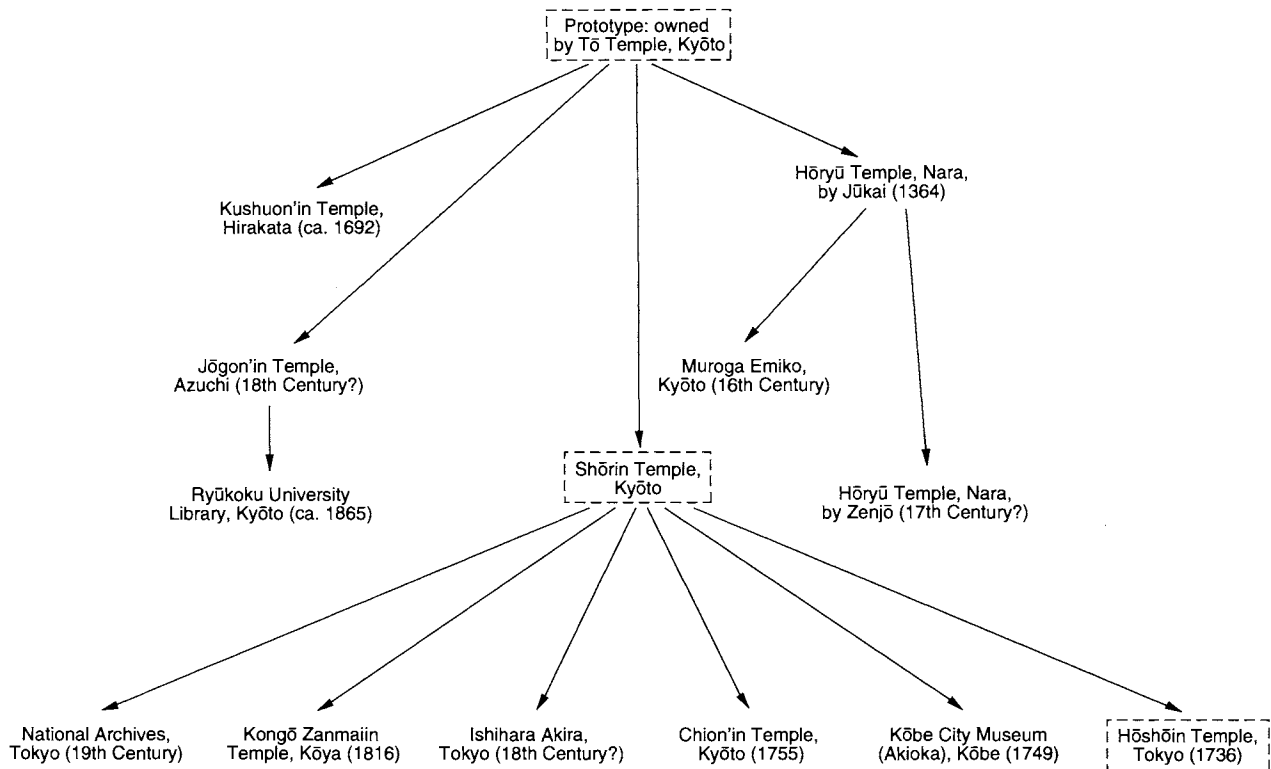 Prototype: owned
by Tō Temple, Kyōto
Hōryū Temple, Nara,
by Jūkai (1364)
Kushuon'in Temple,
Hirakata (ca. 1692)
Jōgon'in Temple,
Azuchi (18th Century?)
Muroga Emiko,
Kyōto (16th Century)
Shōrin Temple,
Kyōto
Ryūkoku University
Library, Kyōto (ca. 1865)
Hōryū Temple, Nara,
by Zenjō (17th Century?)
National Archives,
Tokyo (19th Century)
Kongō Zanmaiin
Temple, Kōya (1816)
Ishihara Akira,
Tokyo (18th Century?)
Chion'in Temple,
Kyōto (1755)
Kōbe City Museum
(Akioka), Kōbe (1749)
Hōshōin Temple,
Tokyo (1736)